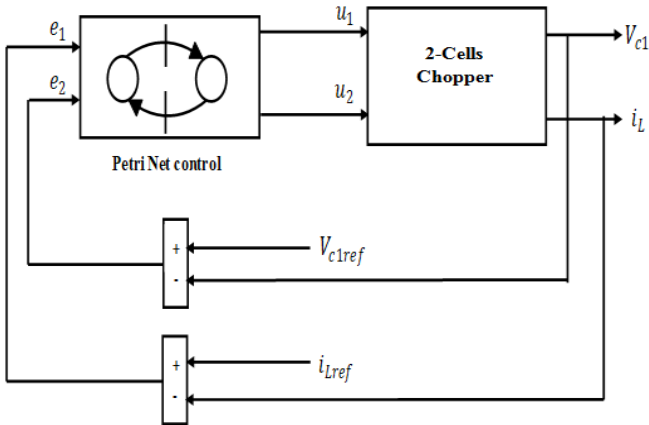 e1
e2
u1
u2
2-Cells
Chopper
Vc1
iL
Petri Net control
+
-
Vc1ref
+
-
iLref